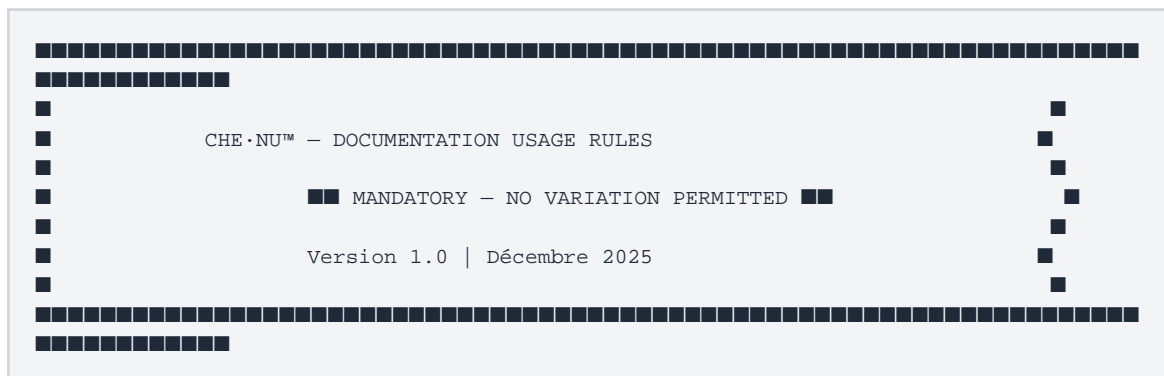 CHE·NU™ — DOCUMENTATION USAGE RULES
■■ MANDATORY — NO VARIATION PERMITTED ■■
Version 1.0 | Décembre 2025